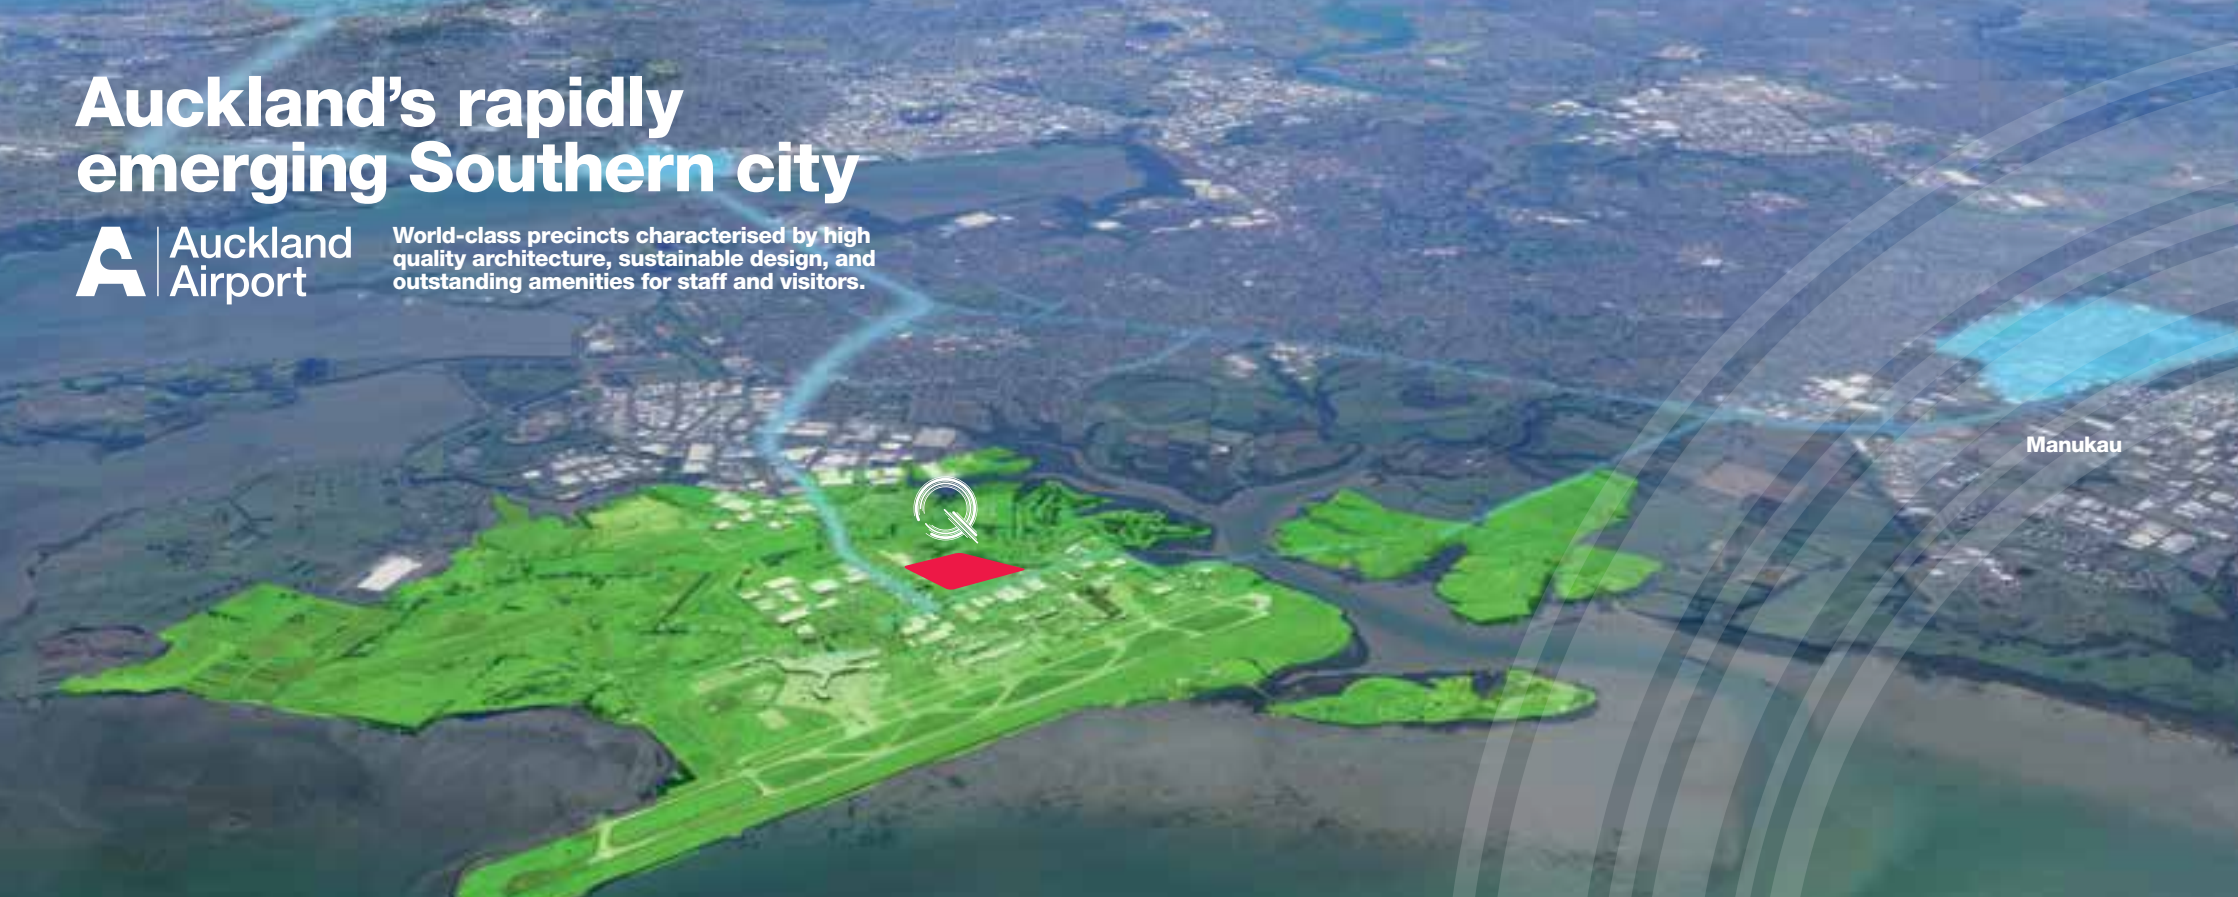 Auckland’s rapidly
emerging Southern city
Auckland
Airport
World-class precincts characterised by high
quality architecture, sustainable design, and
outstanding amenities for staff and visitors.
Q
Manukau